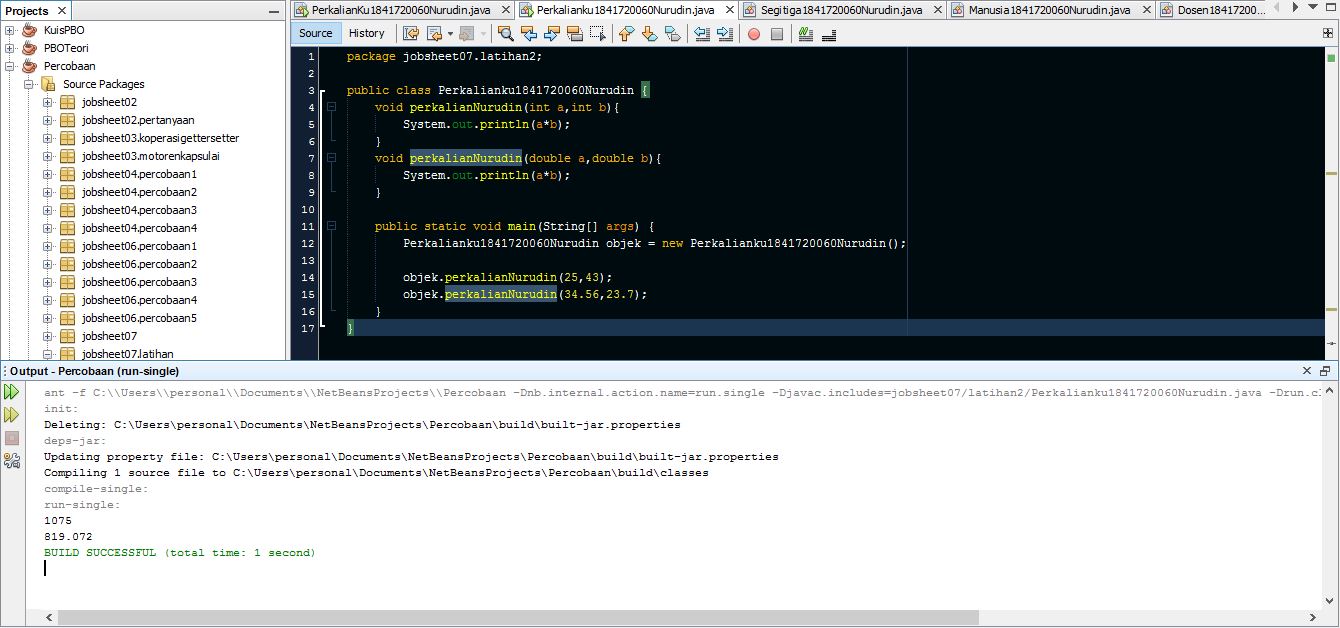 Projects
PerkalianKu1841720060Nurudin.java
Perkalianku1841720060Nurudin.java
Segitiga1841720060Nurudin.java
Manusia1841720060Nurudin.java
Dosen18417200...
KuisPBO
PBOTeori
Percobaan
Source Packages
jobsheet02
jobsheet02.pertanyaan
jobsheet03.koperasigettersetter
jobsheet03.motorenkapsulai
jobsheet04.percobaan1
jobsheet04.percobaan2
jobsheet04.percobaan3
jobsheet04.percobaan4
jobsheet06.percobaan1
jobsheet06.percobaan2
jobsheet06.percobaan3
jobsheet06.percobaan4
jobsheet06.percobaan5
jobsheet07
jobsheet07.latihan
Source History
1 package jobsheet07.latihan2;
2
3 public class Perkalianku1841720060Nurudin {
4 void perkalianNurudin(int a,int b){
5 System.out.println(a*b);
6 }
7 void perkalianNurudin(double a,double b){
8 System.out.println(a*b);
9 }
10
11 public static void main(String[] args) {
12 Perkalianku1841720060Nurudin objek = new Perkalianku1841720060Nurudin();
13
14 objek.perkalianNurudin(25,43);
15 objek.perkalianNurudin(34.56,23.7);
16 }
17 }
Output - Percobaan (run-single)
ant -f C:\\Users\\personal\\Documents\\NetBeansProjects\\Percobaan -Dnb.internal.action.name=run.single -Djavac.includes=jobsheet07/latihan2/Perkalianku1841720060Nurudin.java -Drun.cl
init:
Deleting: C:\Users\personal\Documents\NetBeansProjects\Percobaan\build\built-jar.properties
deps-jar:
Updating property file: C:\Users\personal\Documents\NetBeansProjects\Percobaan\build\built-jar.properties
Compiling 1 source file to C:\Users\personal\Documents\NetBeansProjects\Percobaan\build\classes
compile-single:
run-single:
1075
819.072
BUILD SUCCESSFUL (total time: 1 second)